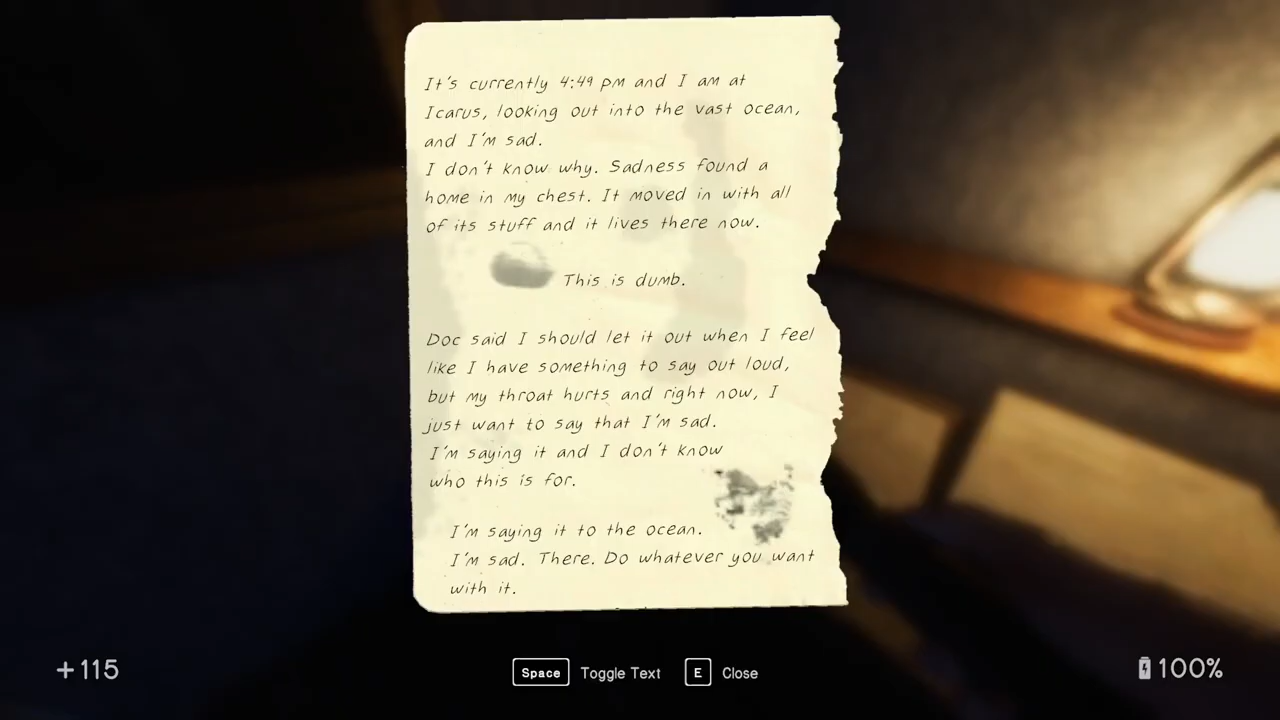 It's currently 4:49 pm and I am at
Icarus, looking out into the vast ocean,
and I'm sad.
I don't know why. Sadness found a
home in my chest. It moved in with all
of its stuff and it lives there now.
This is dumb.
Doc said I should let it out when I feel
like I have something to say out loud,
but my throat hurts and right now, I
just want to say that I'm sad.
I'm saying it and I don't know
who this is for.
I'm saying it to the ocean.
I'm sad. There. Do whatever you want
with it.
+115
Space Toggle Text E Close
100%